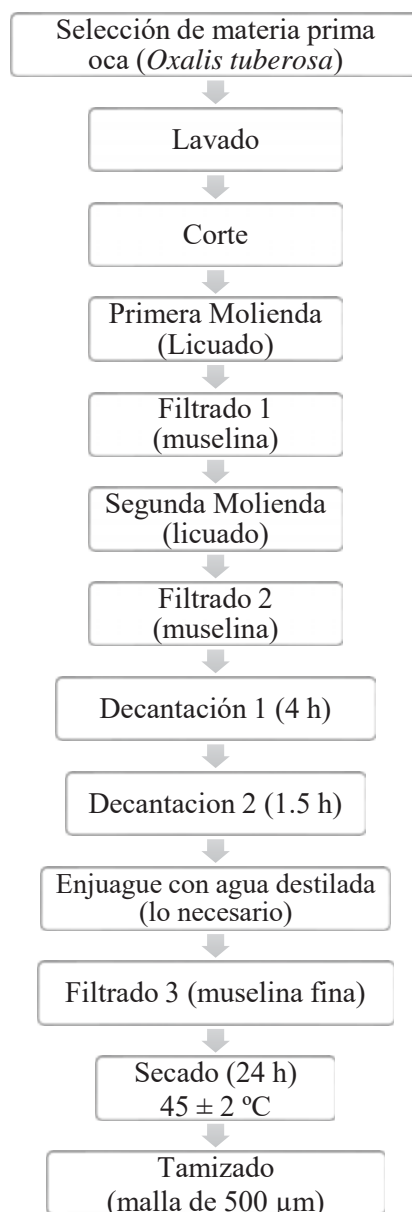 Selección de materia prima
oca (Oxalis tuberosa)
Lavado
Corte
Primera Molienda
(Licuado)
Filtrado 1
(muselina)
Segunda Molienda
(licuado)
Filtrado 2
(muselina)
Decantación 1 (4 h)
Decantacion 2 (1.5 h)
Enjuague con agua destilada
(lo necesario)
Filtrado 3 (muselina fina)
Secado (24 h)
45 ± 2 ºC
Tamizado
(malla de 500 µm)